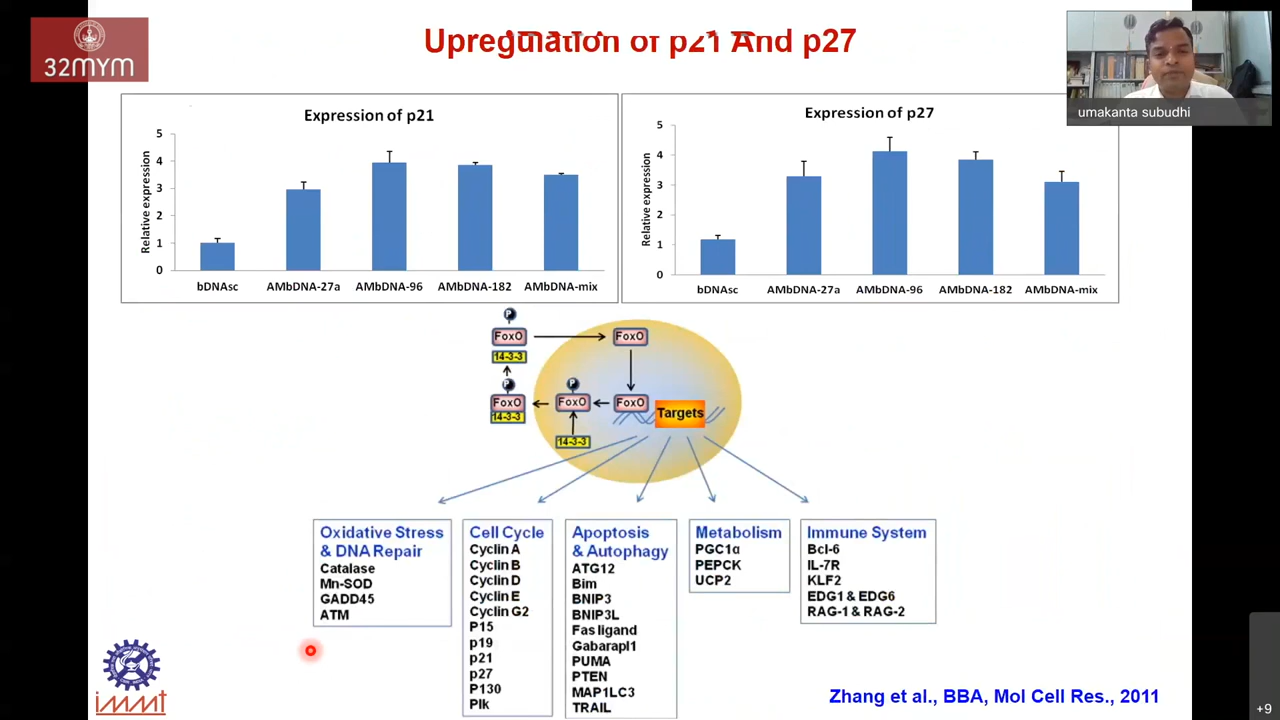 32MYM
Upregulation of p21 And p27
umakanta subudhi
Expression of p21
Relative expression
5
4
3
2
1
0
bDNAsc
AMbDNA-27a
AMbDNA-96
AMbDNA-182
AMbDNA-mix
Expression of p27
Relative expression
5
4
3
2
1
0
bDNAsc
AMbDNA-27a
AMbDNA-96
AMbDNA-182
AMbDNA-mix
P
FoxO
FoxO
14-3-3
P
P
FoxO
14-3-3
FoxO
FoxO
Targets
14-3-3
Oxidative Stress
& DNA Repair
Catalase
Mn-SOD
GADD45
ATM
Cell Cycle
Cyclin A
Cyclin B
Cyclin D
Cyclin E
Cyclin G2
P15
p19
p21
p27
P130
Plk
Apoptosis
& Autophagy
ATG12
Bim
BNIP3
BNIP3L
Fas ligand
Gabarapl1
PUMA
PTEN
MAP1LC3
TRAIL
Metabolism
PGC1α
PEPCK
UCP2
Immune System
Bcl-6
IL-7R
KLF2
EDG1 & EDG6
RAG-1 & RAG-2
immt
Zhang et al., BBA, Mol Cell Res., 2011
+9